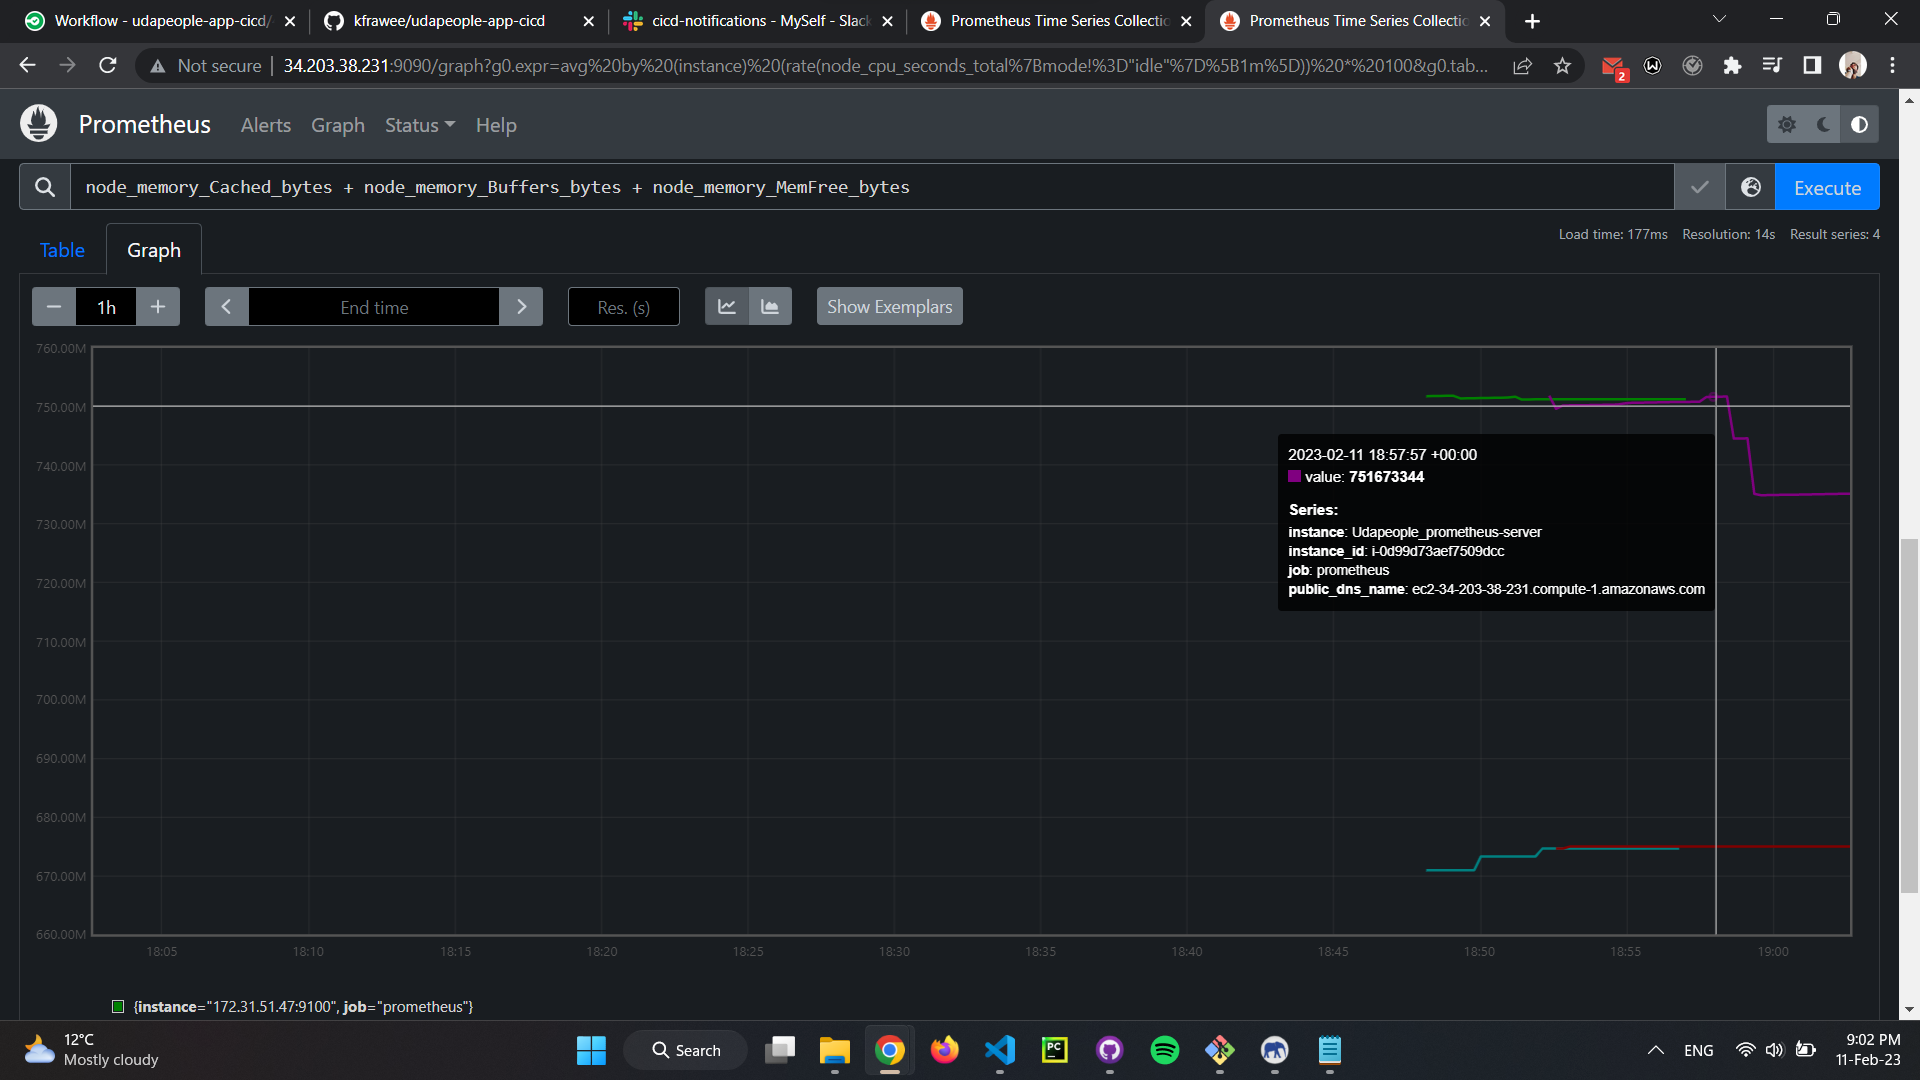 Workflow - udapeople-app-cicd/
kfrawee/udapeople-app-cicd
cicd-notifications - MySelf - Slack
Prometheus Time Series Collectio
Prometheus Time Series Collectio
Not secure
34.203.38.231:9090/graph?g0.expr=avg%20by%20(instance)%20(rate(node_cpu_seconds_total%7Bmode!%3D"idle"%7D%5B1m%5D))%20*%20100&g0.tab...
2
Prometheus
Alerts
Graph
Status
Help
node_memory_Cached_bytes + node_memory_Buffers_bytes + node_memory_MemFree_bytes
Execute
Table
Graph
Load time: 177ms
Resolution: 14s
Result series: 4
1h
End time
Res. (s)
Show Exemplars
760.00M
750.00M
740.00M
730.00M
720.00M
710.00M
700.00M
690.00M
680.00M
670.00M
660.00M
2023-02-11 18:57:57 +00:00
value: 751673344
Series:
instance: Udapeople_prometheus-server
instance_id: i-0d99d73aef7509dcc
job: prometheus
public_dns_name: ec2-34-203-38-231.compute-1.amazonaws.com
18:05
18:10
18:15
18:20
18:25
18:30
18:35
18:40
18:45
18:50
18:55
19:00
{instance="172.31.51.47:9100", job="prometheus"}
12°C
Mostly cloudy
Search
PC
ENG
9:02 PM
11-Feb-23